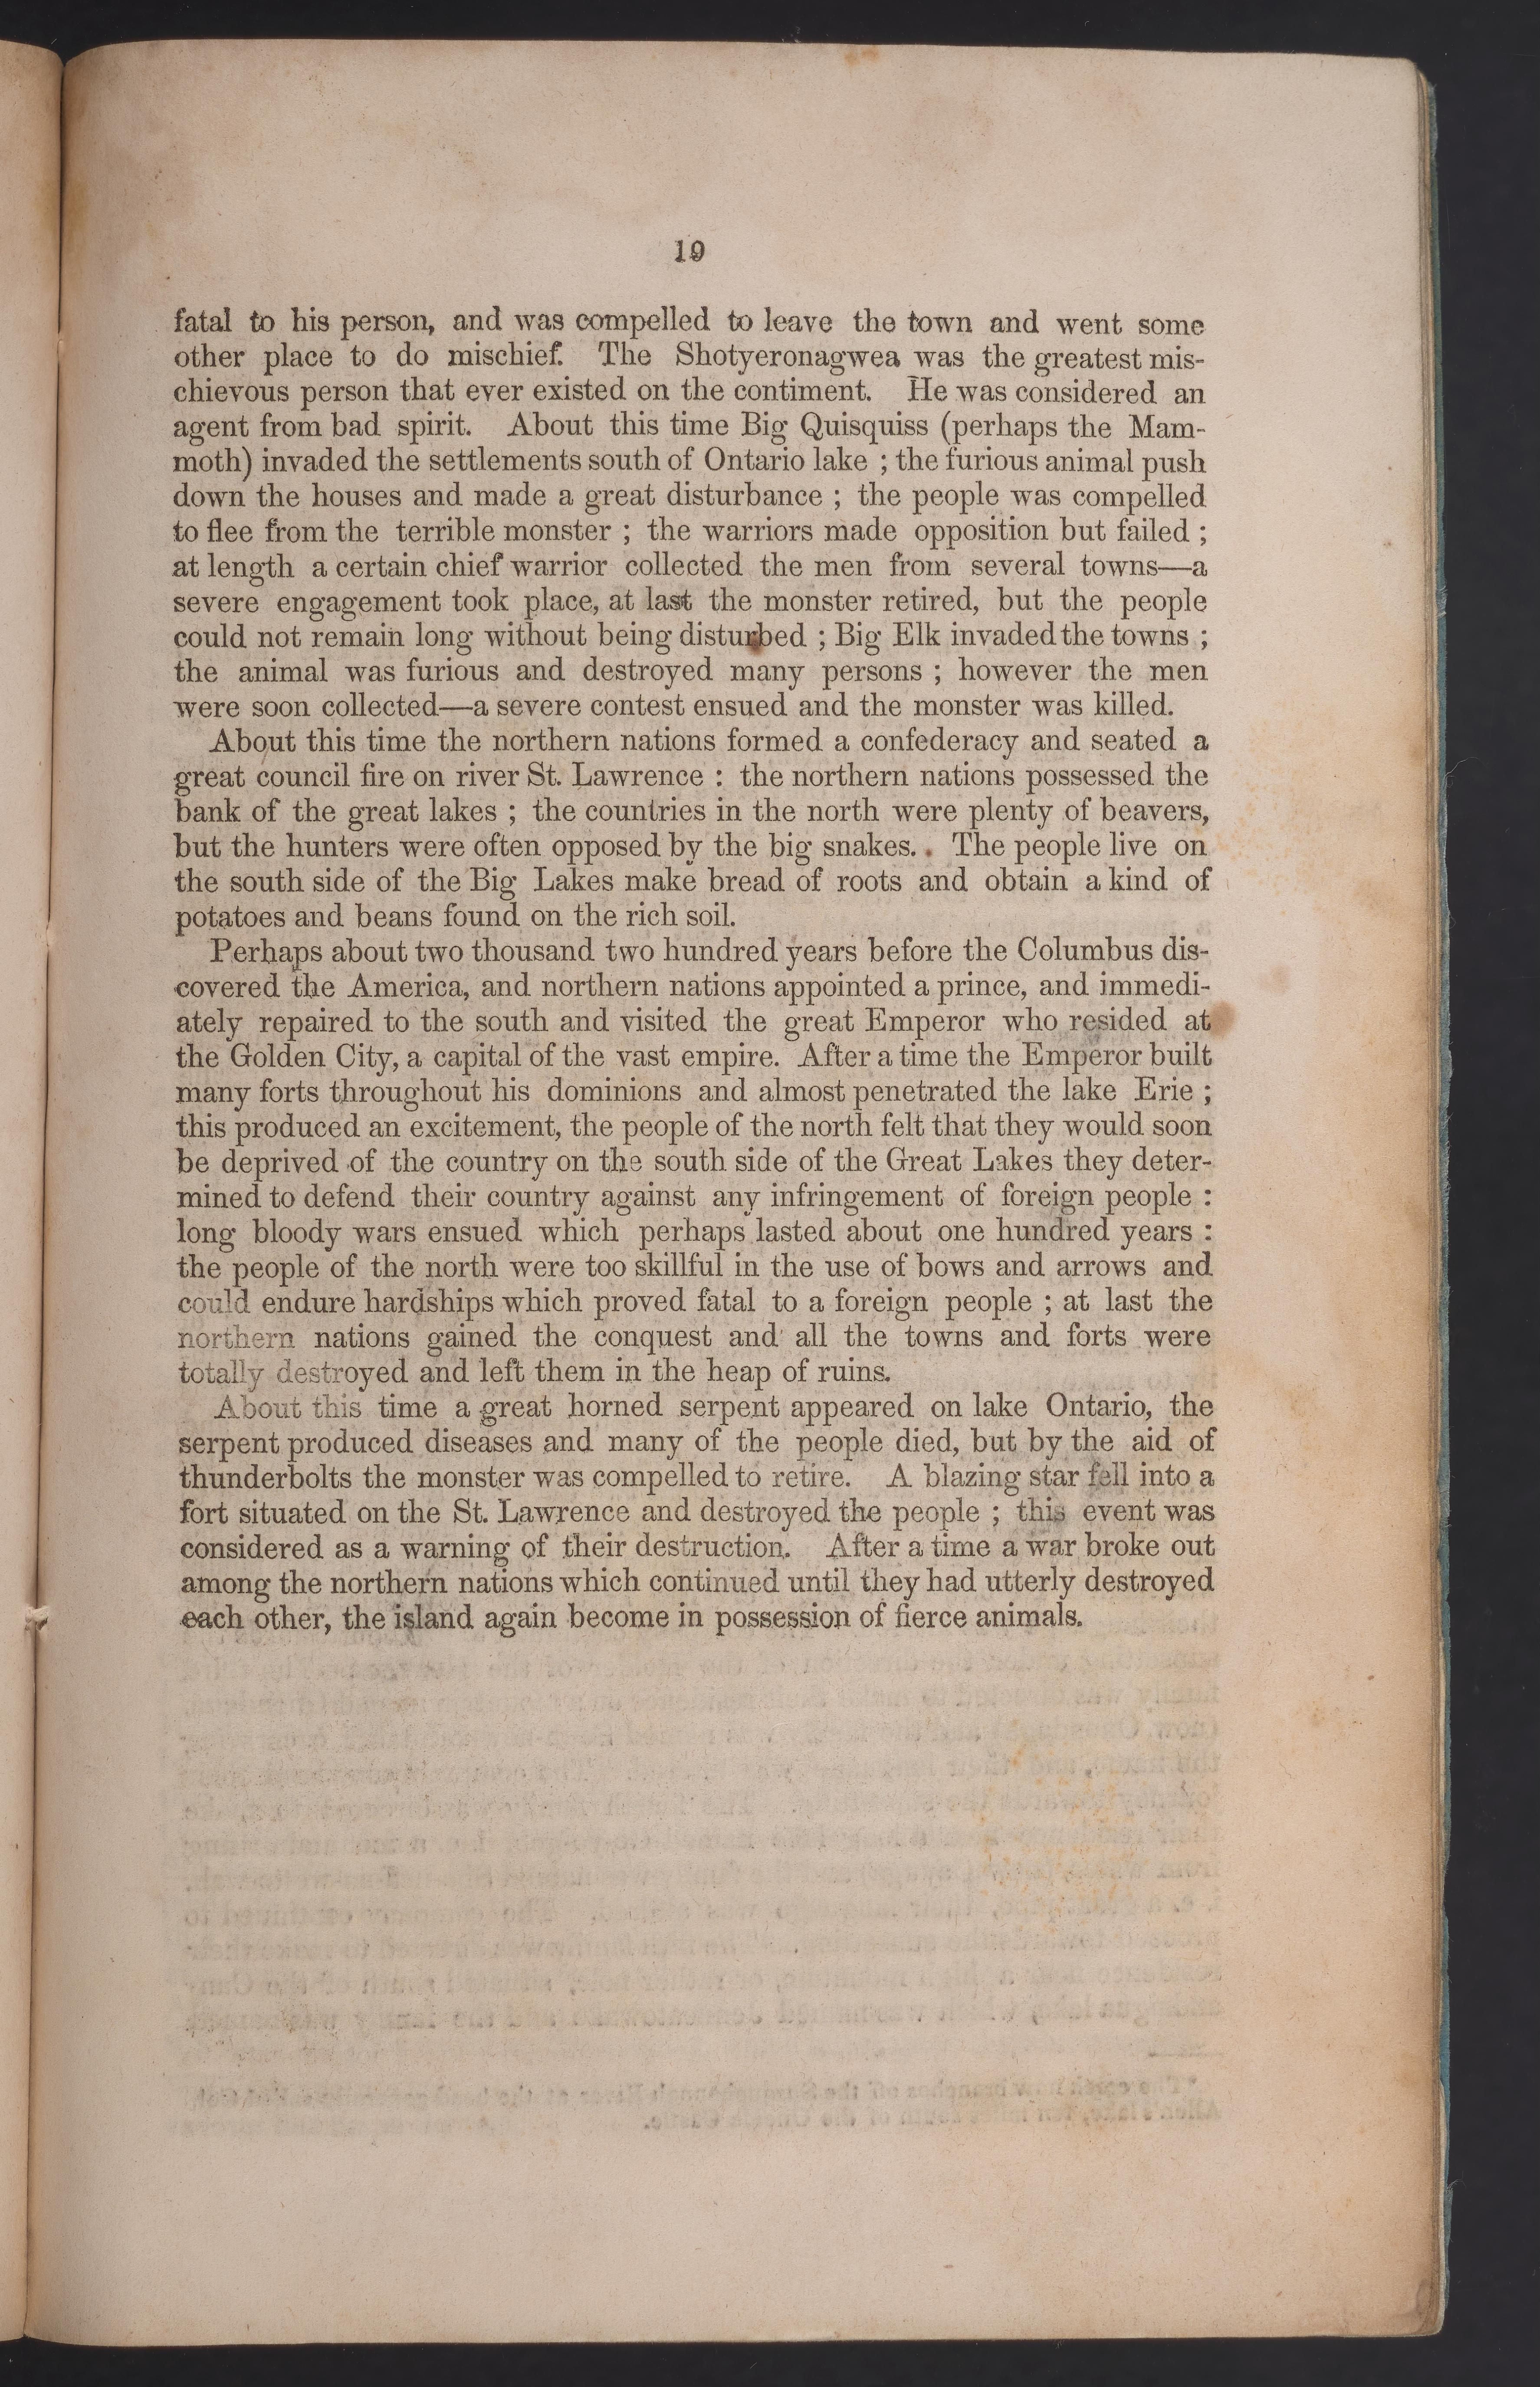 19
fatal to his person, and was compelled to leave the town and went some
other place to do mischief. The Shotyeronagwea was the greatest mis-
chievous person that ever existed on the contiment. He was considered an
agent from bad spirit. About this time Big Quisquiss (perhaps the Mam-
moth) invaded the settlements south of Ontario lake ; the furious animal push
down the houses and made a great disturbance ; the people was compelled
to flee from the terrible monster ; the warriors made opposition but failed ;
at length a certain chief warrior collected the men from several towns—a
severe engagement took place, at last the monster retired, but the people
could not remain long without being disturbed ; Big Elk invaded the towns ;
the animal was furious and destroyed many persons ; however the men
were soon collected—a severe contest ensued and the monster was killed.
About this time the northern nations formed a confederacy and seated a
great council fire on river St. Lawrence : the northern nations possessed the
bank of the great lakes ; the countries in the north were plenty of beavers,
but the hunters were often opposed by the big snakes. . The people live on
the south side of the Big Lakes make bread of roots and obtain a kind of
potatoes and beans found on the rich soil.
Perhaps about two thousand two hundred years before the Columbus dis-
covered the America, and northern nations appointed a prince, and immedi-
ately repaired to the south and visited the great Emperor who resided at
the Golden City, a capital of the vast empire. After a time the Emperor built
many forts throughout his dominions and almost penetrated the lake Erie ;
this produced an excitement, the people of the north felt that they would soon
be deprived of the country on the south side of the Great Lakes they deter-
mined to defend their country against any infringement of foreign people :
long bloody wars ensued which perhaps lasted about one hundred years :
the people of the north were too skillful in the use of bows and arrows and
could endure hardships which proved fatal to a foreign people ; at last the
northern nations gained the conquest and all the towns and forts were
totally destroyed and left them in the heap of ruins.
About this time a great horned serpent appeared on lake Ontario, the
serpent produced diseases and many of the people died, but by the aid of
thunderbolts the monster was compelled to retire. A blazing star fell into a
fort situated on the St. Lawrence and destroyed the people ; this event was
considered as a warning of their destruction. After a time a war broke out
among the northern nations which continued until they had utterly destroyed
each other, the island again become in possession of fierce animals.